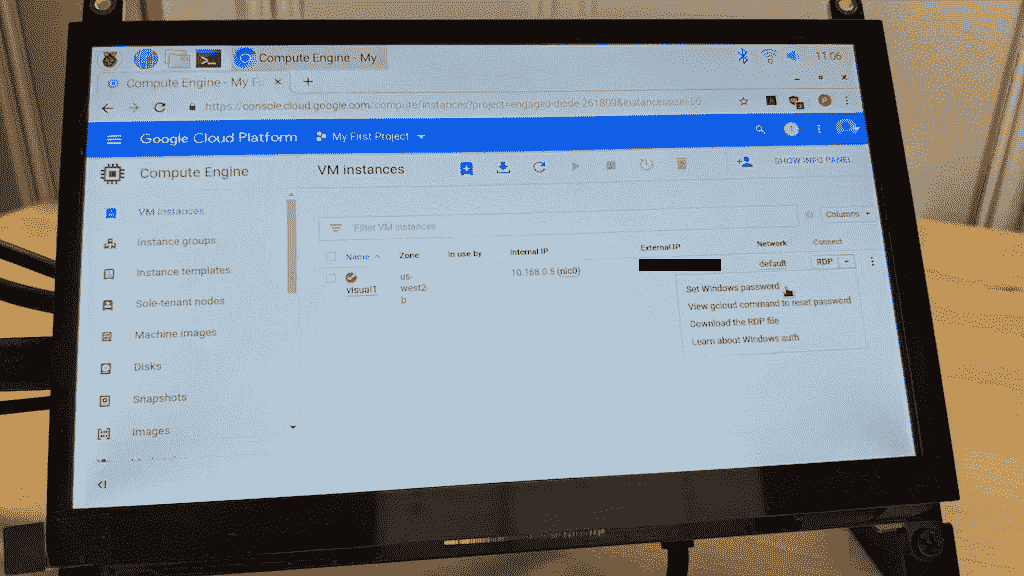 Compute Engine - My
11:06
Compute Engine - My F
https://console.cloud.google.com/compute/instances?project=engaged-diode-261809&instancessize=50
P
Google Cloud Platform
My First Project
1
Compute Engine
VM instances
SHOW INFO PANEL
VM instances
Instance groups
Instance templates
Sole-tenant nodes
Machine images
Disks
Snapshots
Images
Filter VM instances
Columns
Name
Zone
In use by
Internal IP
External IP
Network
Connect
visual1
us-
west2-
b
10.168.0.5 (nic0)
default
RDP
Set Windows password
View gcloud command to reset password
Download the RDP file
Learn about Windows auth